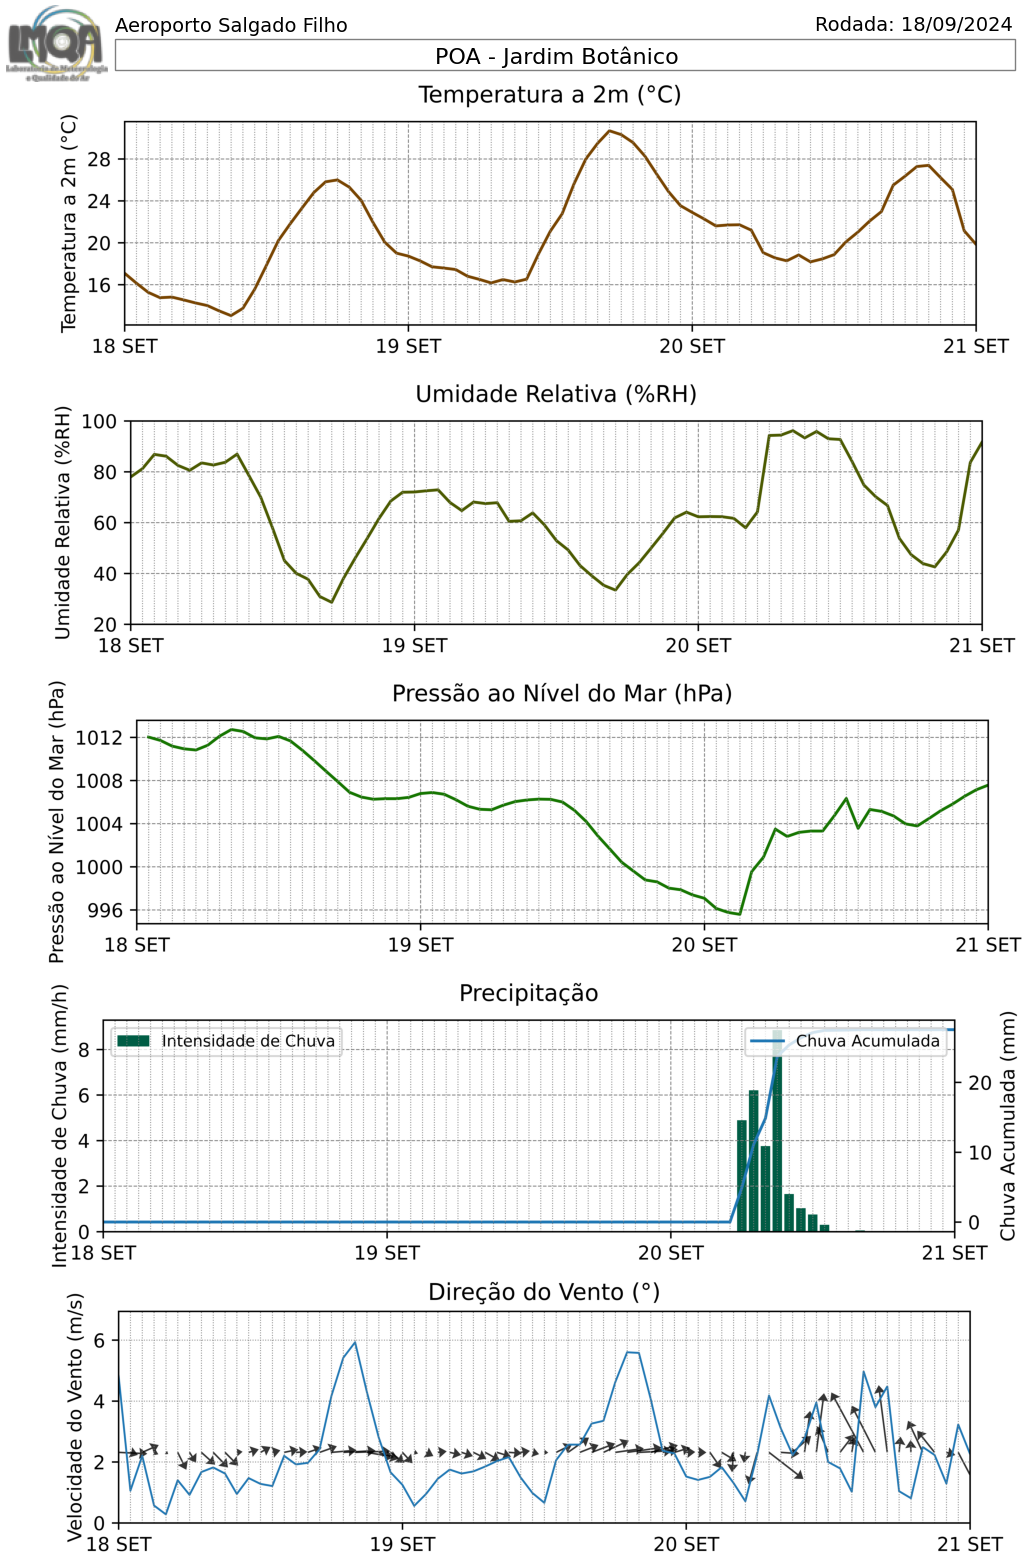 LMQA
Laboratório de Meteorologia
e Qualidade do Ar
Aeroporto Salgado Filho
Rodada: 18/09/2024
POA - Jardim Botânico
Temperatura a 2m (°C)
Temperatura a 2m (°C)
28
24
20
16
18 SET 19 SET 20 SET 21 SET
Umidade Relativa (%RH)
Umidade Relativa (%RH)
100
80
60
40
20
18 SET 19 SET 20 SET 21 SET
Pressão ao Nível do Mar (hPa)
Pressão ao Nível do Mar (hPa)
1012
1008
1004
1000
996
18 SET 19 SET 20 SET 21 SET
Precipitação
Intensidade de Chuva (mm/h)
8
6
4
2
0
Intensidade de Chuva
Chuva Acumulada
20
10
0
Chuva Acumulada (mm)
18 SET 19 SET 20 SET 21 SET
Direção do Vento (°)
Velocidade do Vento (m/s)
6
4
2
0
18 SET 19 SET 20 SET 21 SET